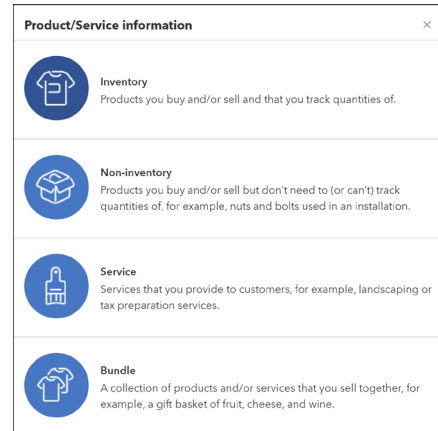 Product/Service information
Inventory
Products you buy and/or sell and that you track quantities of.
Non-inventory
Products you buy and/or sell but don't need to (or can't) track
quantities of, for example, nuts and bolts used in an installation.
Service
Services that you provide to customers, for example, landscaping or
tax preparation services.
Bundle
A collection of products and/or services that you sell together, for
example, a gift basket of fruit, cheese, and wine.